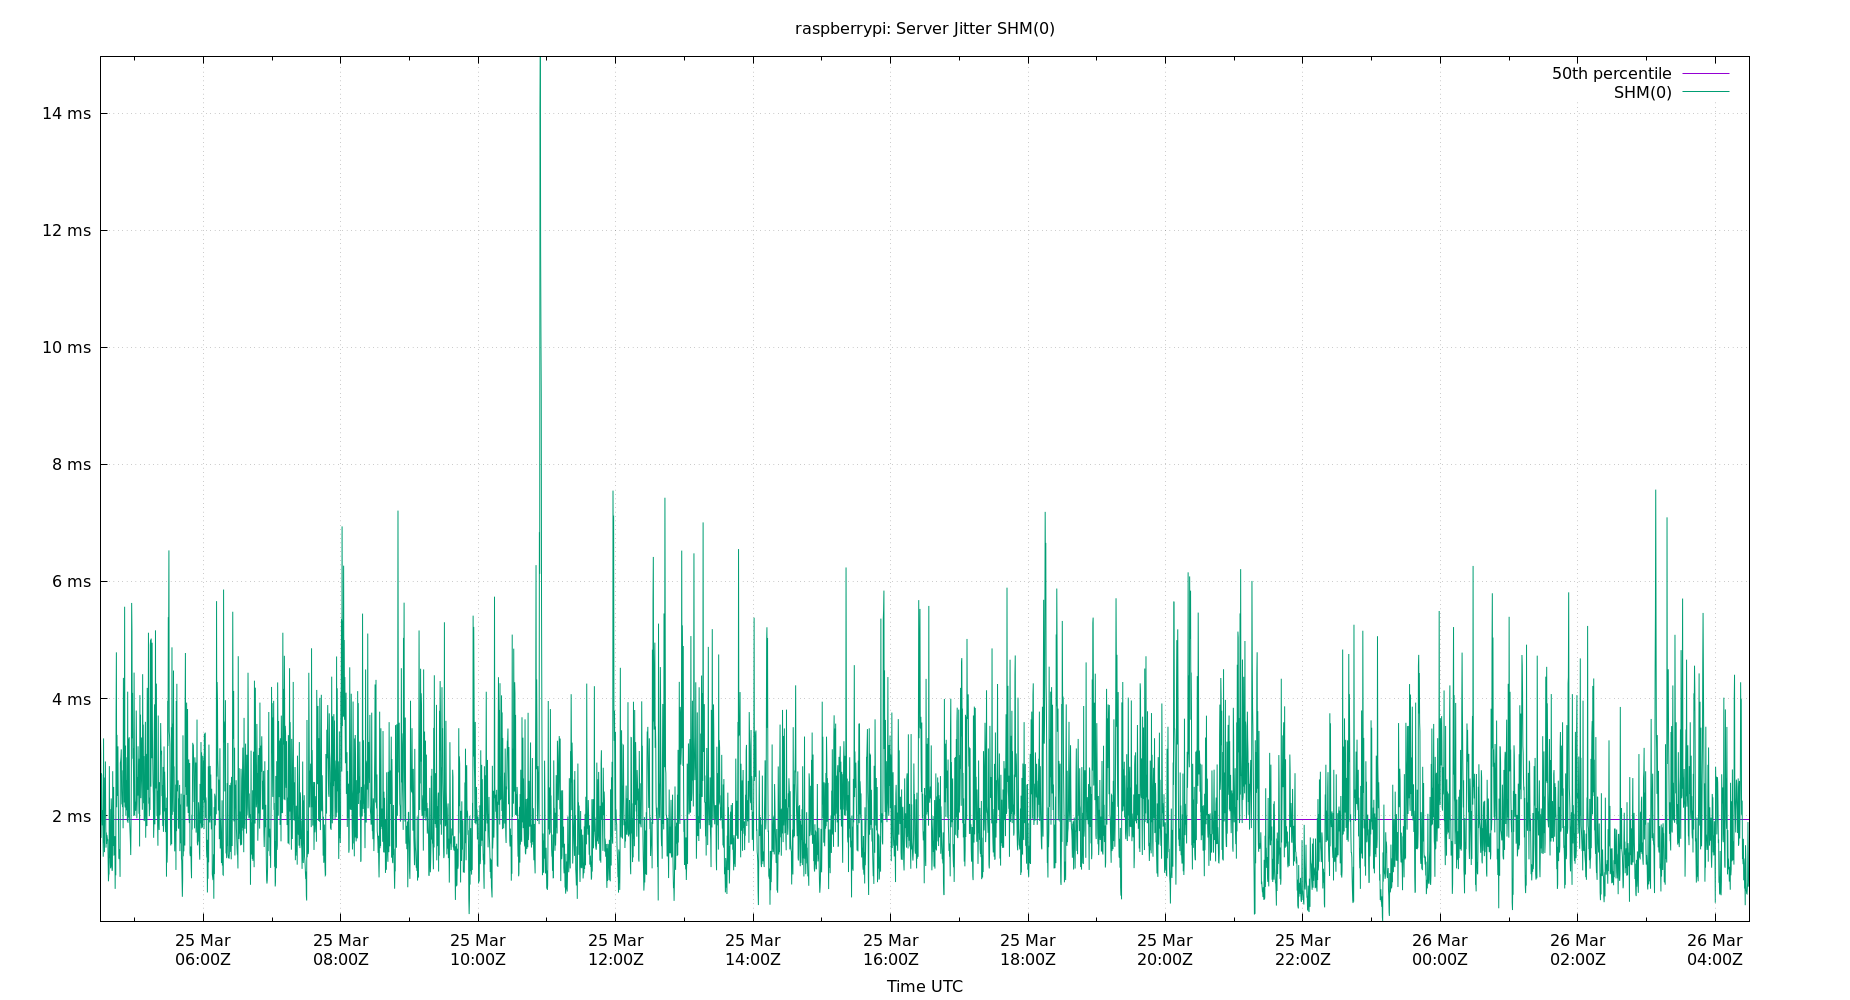 raspberrypi: Server Jitter SHM(0)
50th percentile
SHM(0)
14 ms
12 ms
10 ms
8 ms
6 ms
4 ms
2 ms
25 Mar 25 Mar 25 Mar 25 Mar 25 Mar 25 Mar 25 Mar 25 Mar 25 Mar 26 Mar 26 Mar 26 Mar
06:00Z 08:00Z 10:00Z 12:00Z 14:00Z 16:00Z 18:00Z 20:00Z 22:00Z 00:00Z 02:00Z 04:00Z
Time UTC